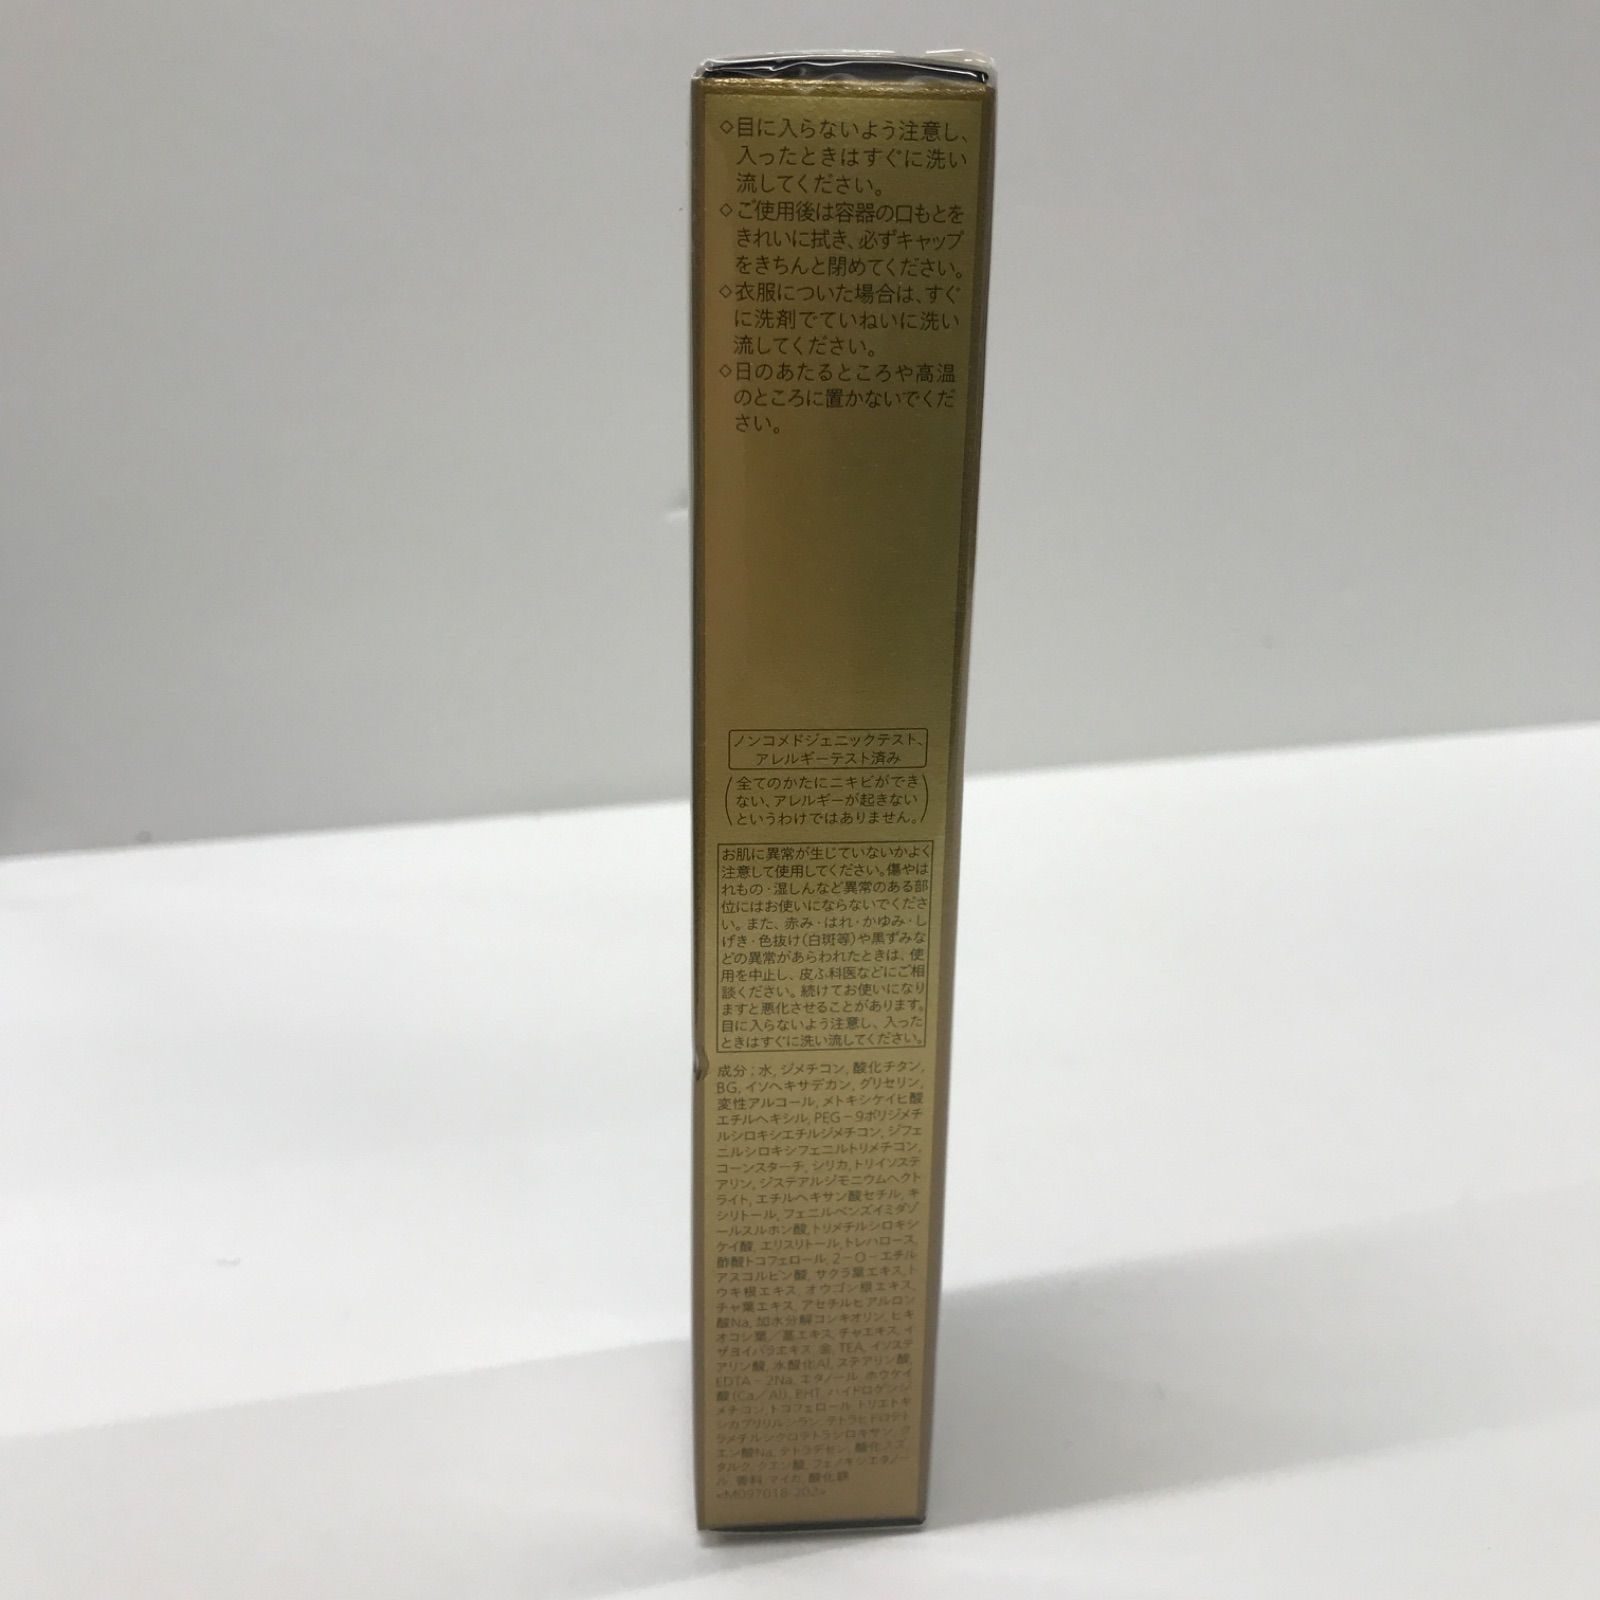 ◇目に入らないよう注意し、
入ったときはすぐに洗い
流してください。
◇ご使用後は容器の口もとを
きれいに拭き、必ずキャップ
をきちんと閉めてください。
◇衣服についた場合は、すぐ
に洗剤でていねいに洗い
流してください。
◇日のあたるところや高温
のところに置かないでくだ
さい。
ノンコメドジェニックテスト、
アレルギーテスト済み
(全てのかたにニキビができ
ない、アレルギーが起きない
というわけではありません。)
お肌に異常が生じていないかよく
注意して使用してください。傷やは
れもの・湿しんなど異常のある部
位にはお使いにならないでくださ
い。また、赤み・はれ・かゆみ・し
げき・色抜け(白斑等)や黒ずみな
どの異常があらわれたときは、使
用を中止し、皮ふ科医などにご相
談ください。続けてお使いになり
ますと悪化させることがあります。
目に入らないよう注意し、入った
ときはすぐに洗い流してください。
成分:水, ジメチコン, 酸化チタン,
BG, イソヘキサデカン, グリセリン,
変性アルコール, メトキシケイヒ酸
エチルヘキシル, PEG－9ポリジメチ
ルシロキシエチルジメチコン, ジフェ
ニルシロキシフェニルトリメチコン,
コーンスターチ, シリカ, トリイソステ
アリン, ジステアルジモニウムヘクト
ライト, エチルヘキサン酸セチル, キ
シリトール, フェニルベンズイミダゾ
ールスルホン酸, トリメチルシロキシ
ケイ酸, エリスリトール, トレハロース,
酢酸トコフェロール, 2－O－エチル
アスコルビン酸, サクラ葉エキス, ト
ウキ根エキス, オウゴン根エキス,
チャ葉エキス, アセチルヒアルロン
酸Na, 加水分解コンキオリン, ヒキ
オコシ葉／茎エキス, チャエキス, イ
ザヨイバラエキス, 金, TEA, イソステ
アリン酸, 水酸化Al, ステアリン酸,
EDTA－2Na, エタノール, ホウケイ
酸(Ca／Al), BHT, ハイドロゲンジ
メチコン, トコフェロール, トリエトキ
シカプリリルシラン, テトラヒドロテト
ラメチルシクロテトラシロキサン, ク
エン酸Na, テトラデセン, 酸化スズ,
タルク, クエン酸, フェノキシエタノー
ル, 香料, マイカ, 酸化鉄
<M097018-202>